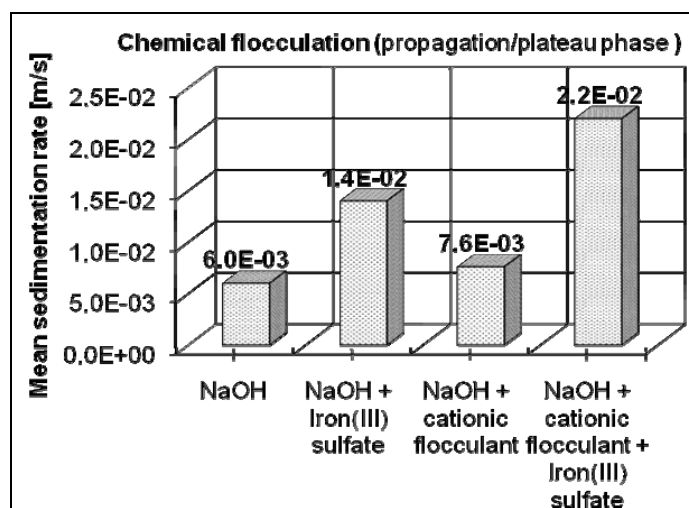 Chemical flocculation (propagation/plateau phase )
Mean sedimentation rate [m/s]
2.5E-02
2.0E-02
1.5E-02
1.0E-02
5.0E-03
0.0E+00
6.0E-03
1.4E-02
7.6E-03
2.2E-02
NaOH
NaOH +
Iron(III)
sulfate
NaOH +
cationic
flocculant
NaOH +
cationic
flocculant +
Iron(III)
sulfate